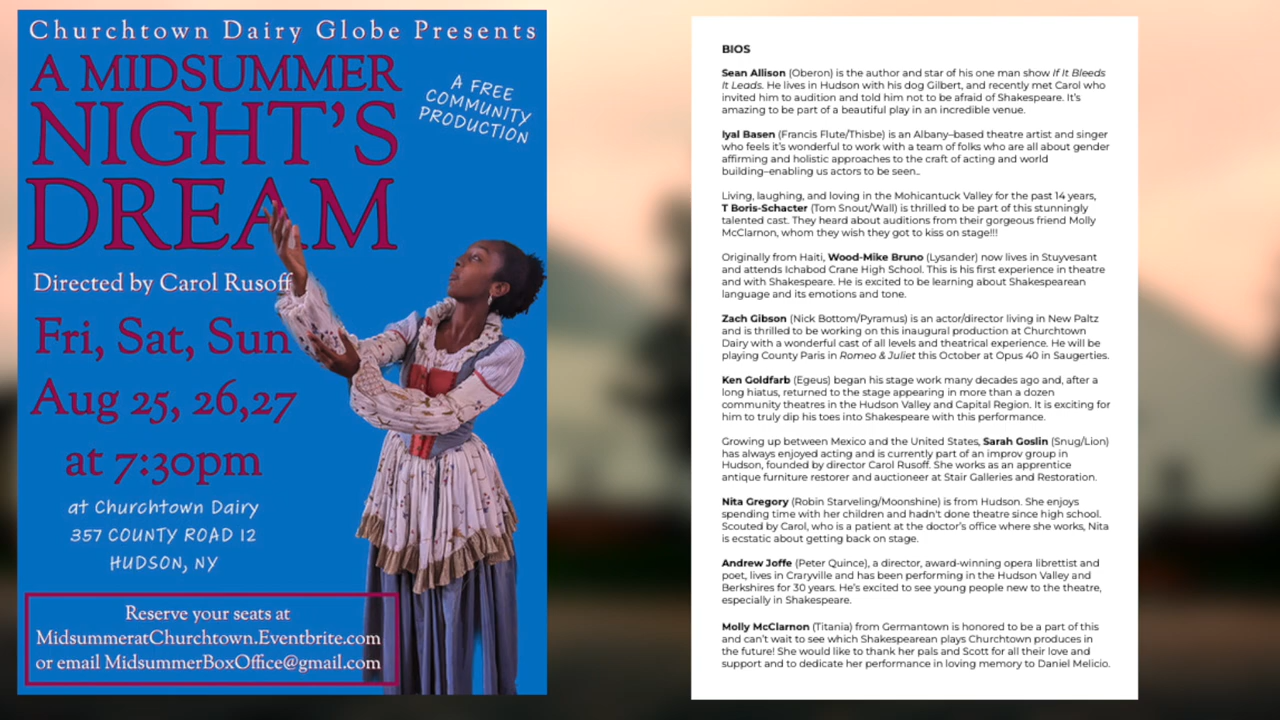 Churchtown Dairy Globe Presents
A MIDSUMMER
NIGHT'S
DREAM
A FREE
COMMUNITY
PRODUCTION
Directed by Carol Rusoff
Fri, Sat, Sun
Aug 25, 26,27
at 7:30pm
at Churchtown Dairy
357 COUNTY ROAD 12
HUDSON, NY
Reserve your seats at
MidsummeratChurchtown.Eventbrite.com
or email MidsummerBoxOffice@gmail.com
BIOS
Sean Allison (Oberon) is the author and star of his one man show If It Bleeds
It Leads. He lives in Hudson with his dog Gilbert, and recently met Carol who
invited him to audition and told him not to be afraid of Shakespeare. It's
amazing to be part of a beautiful play in an incredible venue.
Iyal Basen (Francis Flute/Thisbe) is an Albany–based theatre artist and singer
who feels it's wonderful to work with a team of folks who are all about gender
affirming and holistic approaches to the craft of acting and world
building–enabling us actors to be seen..
Living, laughing, and loving in the Mohicantuck Valley for the past 14 years,
T Boris-Schacter (Tom Snout/Wall) is thrilled to be part of this stunningly
talented cast. They heard about auditions from their gorgeous friend Molly
McClarnon, whom they wish they got to kiss on stage!!!
Originally from Haiti, Wood-Mike Bruno (Lysander) now lives in Stuyvesant
and attends Ichabod Crane High School. This is his first experience in theatre
and with Shakespeare. He is excited to be learning about Shakespearean
language and its emotions and tone.
Zach Gibson (Nick Bottom/Pyramus) is an actor/director living in New Paltz
and is thrilled to be working on this inaugural production at Churchtown
Dairy with a wonderful cast of all levels and theatrical experience. He will be
playing County Paris in Romeo & Juliet this October at Opus 40 in Saugerties.
Ken Goldfarb (Egeus) began his stage work many decades ago and, after a
long hiatus, returned to the stage appearing in more than a dozen
community theatres in the Hudson Valley and Capital Region. It is exciting for
him to truly dip his toes into Shakespeare with this performance.
Growing up between Mexico and the United States, Sarah Goslin (Snug/Lion)
has always enjoyed acting and is currently part of an improv group in
Hudson, founded by director Carol Rusoff. She works as an apprentice
antique furniture restorer and auctioneer at Stair Galleries and Restoration.
Nita Gregory (Robin Starveling/Moonshine) is from Hudson. She enjoys
spending time with her children and hadn't done theatre since high school.
Scouted by Carol, who is a patient at the doctor's office where she works, Nita
is ecstatic about getting back on stage.
Andrew Joffe (Peter Quince), a director, award-winning opera librettist and
poet, lives in Craryville and has been performing in the Hudson Valley and
Berkshires for 30 years. He's excited to see young people new to the theatre,
especially in Shakespeare.
Molly McClarnon (Titania) from Germantown is honored to be a part of this
and can't wait to see which Shakespearean plays Churchtown produces in
the future! She would like to thank her pals and Scott for all their love and
support and to dedicate her performance in loving memory to Daniel Melicio.